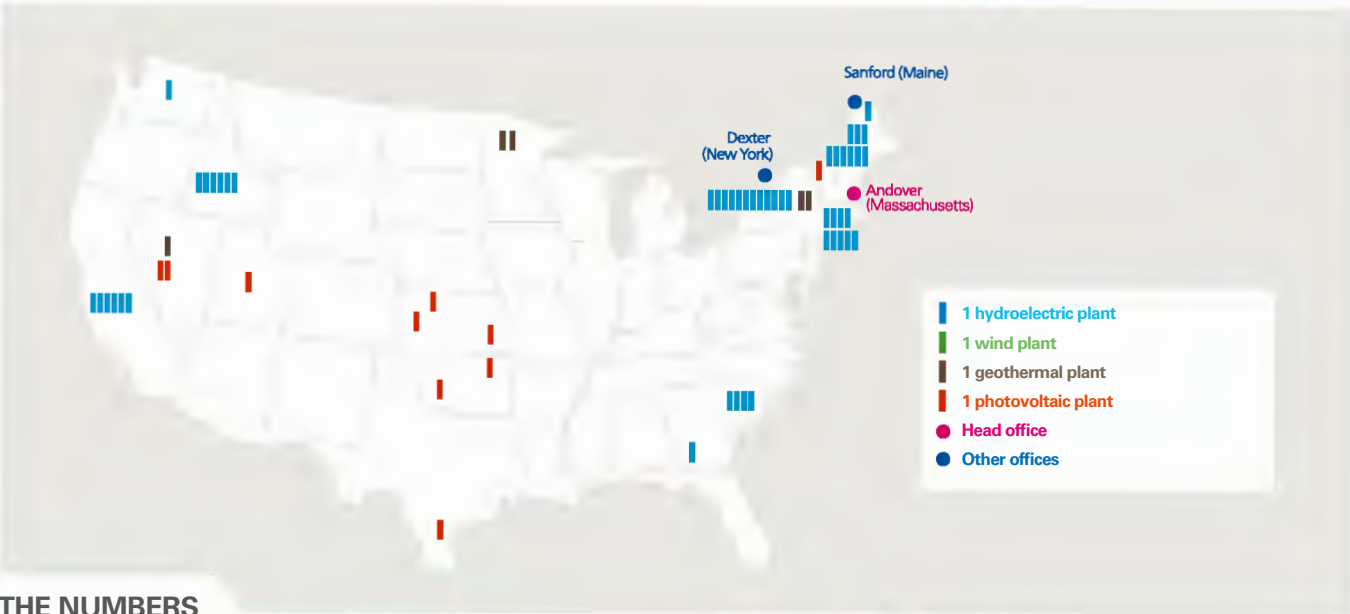 Sanford (Maine)
Dexter
(New York)
Andover
(Massachusetts)
1 hydroelectric plant
1 wind plant
1 geothermal plant
1 photovoltaic plant
Head office
Other offices
THE NUMBERS